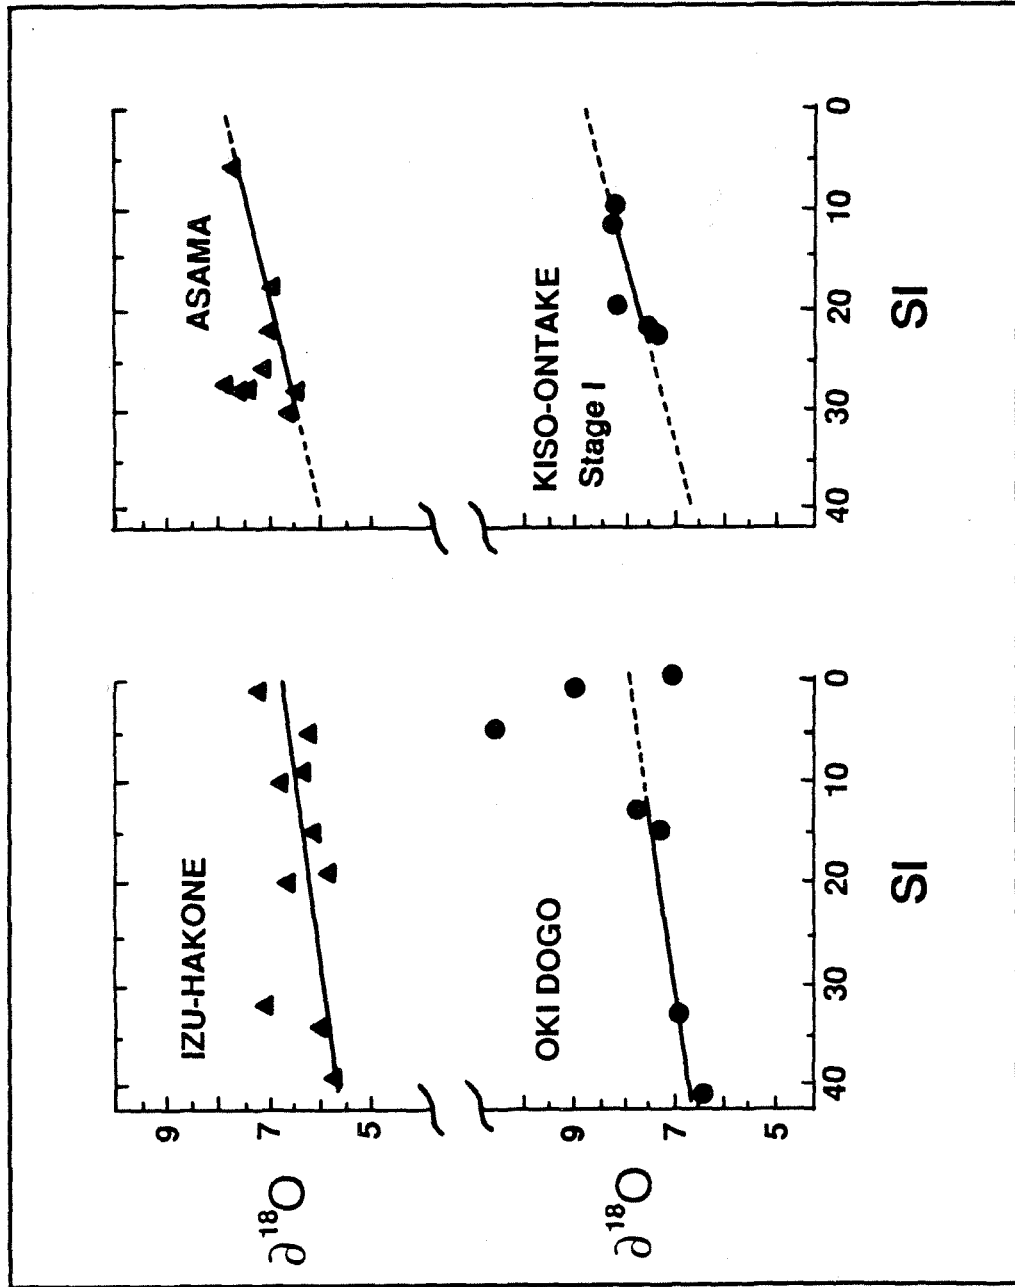 IZU-HAKONE
ASAMA
∂18O
9
7
5
OKI DOGO
KISO-ONTAKE
Stage I
∂18O
9
7
5
40
30
20
10
0
40
30
20
10
0
SI
SI